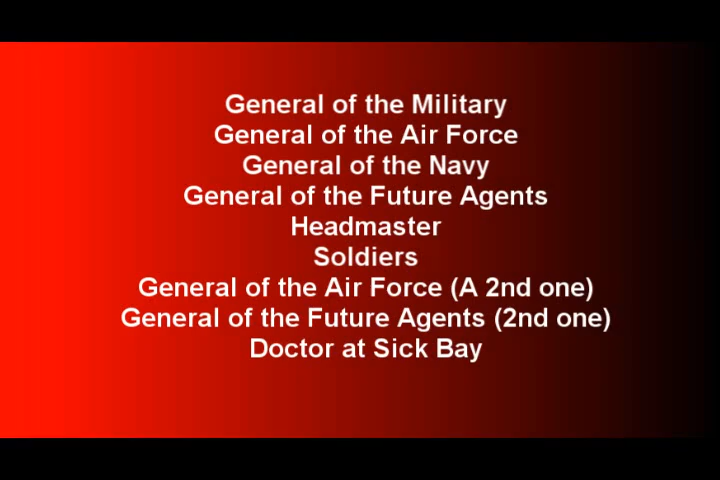 General of the Military
General of the Air Force
General of the Navy
General of the Future Agents
Headmaster
Soldiers
General of the Air Force (A 2nd one)
General of the Future Agents (2nd one)
Doctor at Sick Bay